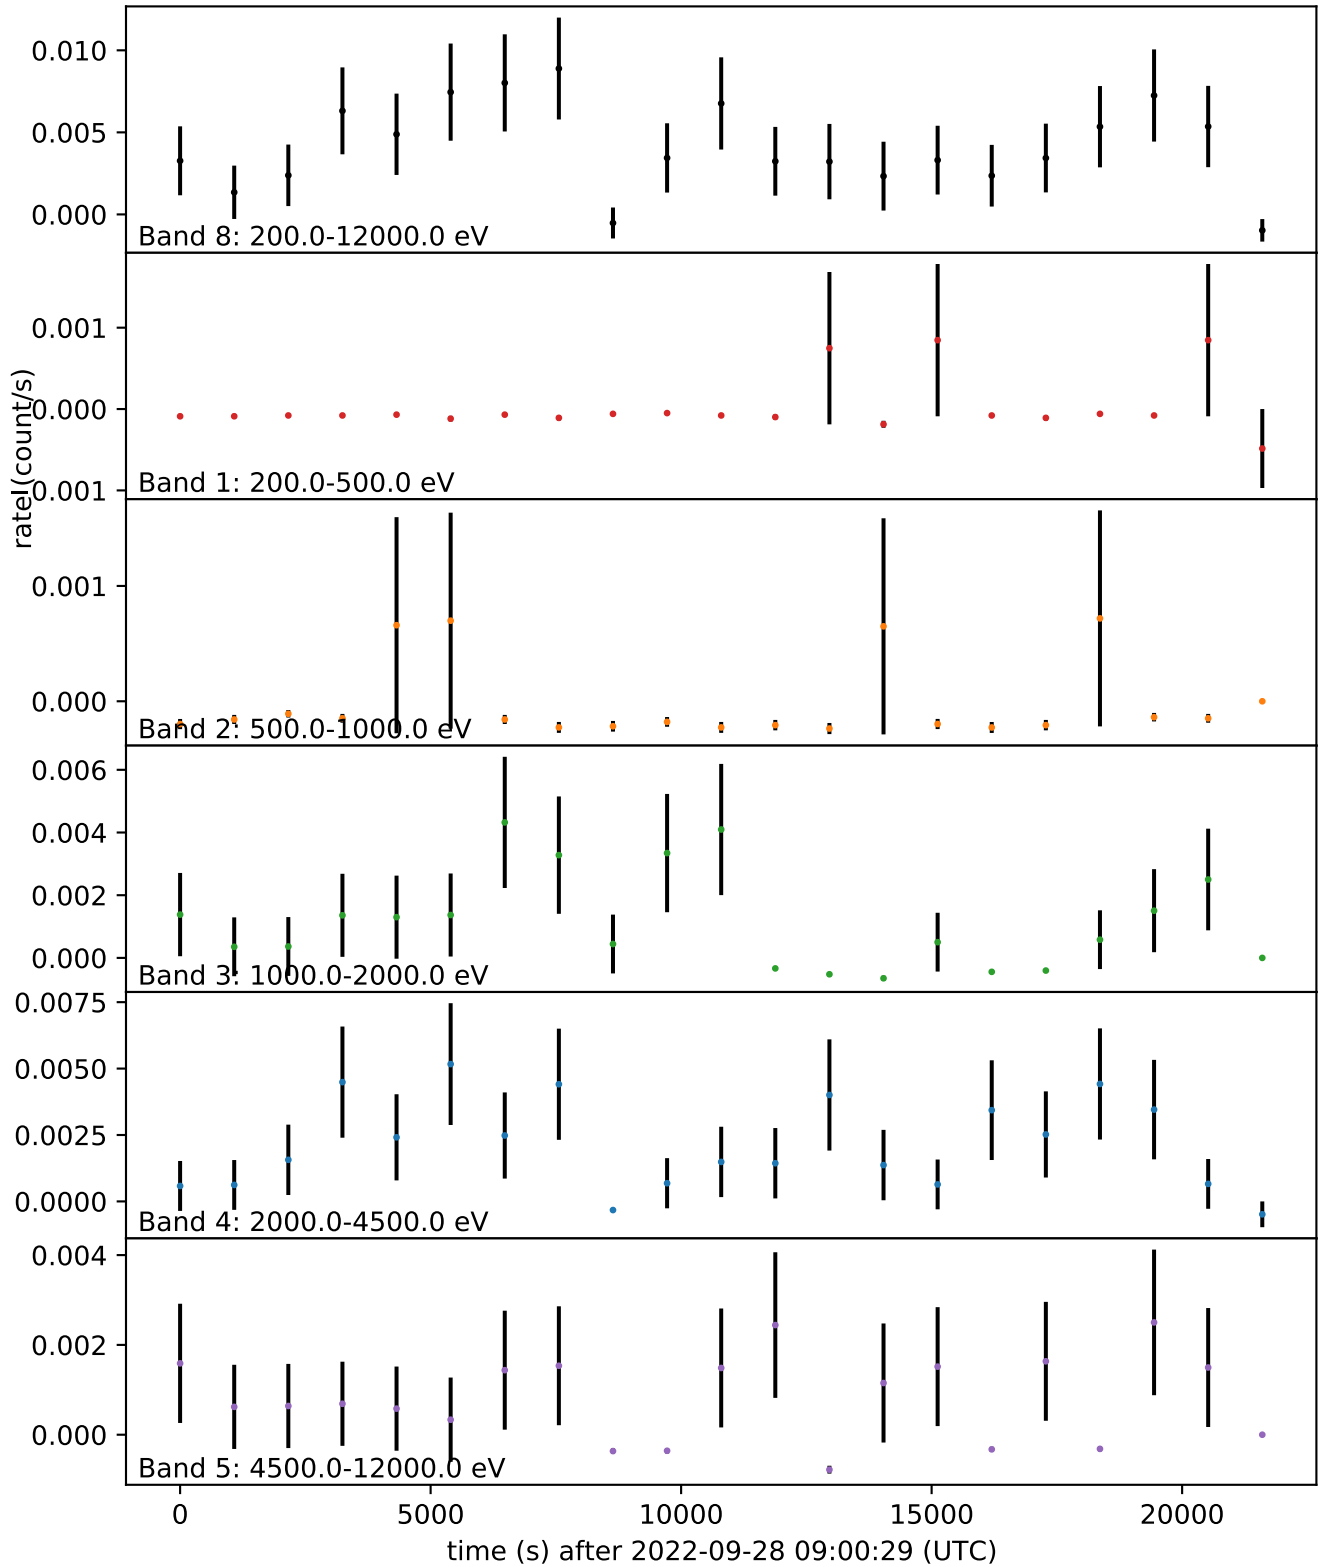 0.010
0.005
0.000
Band 8: 200.0-12000.0 eV
0.001
0.000
0.001
Band 1: 200.0-500.0 eV
rate (count/s)
0.001
0.000
Band 2: 500.0-1000.0 eV
0.006
0.004
0.002
0.000
Band 3: 1000.0-2000.0 eV
0.0075
0.0050
0.0025
0.0000
Band 4: 2000.0-4500.0 eV
0.004
0.002
0.000
Band 5: 4500.0-12000.0 eV
0 5000 10000 15000 20000
time (s) after 2022-09-28 09:00:29 (UTC)